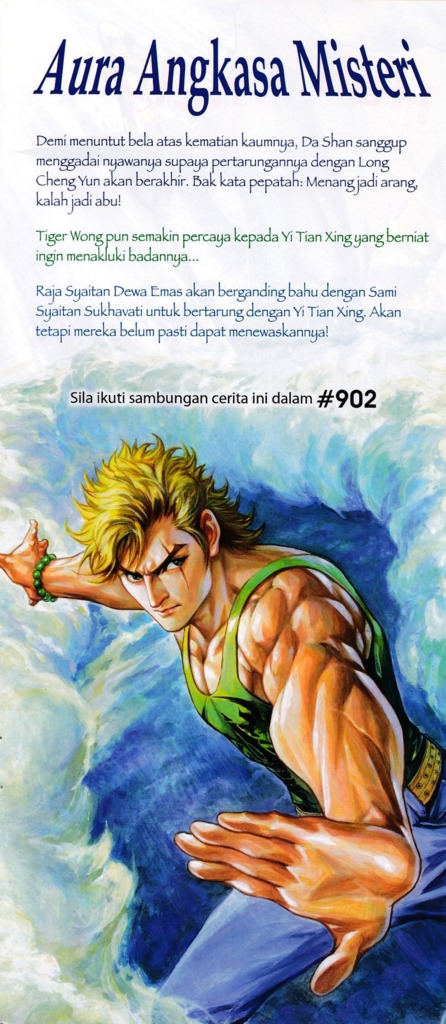 Aura Angkasa Misteri
Demi menuntut bela atas kematian kaumnya, Da Shan sanggup
menggadai nyawanya supaya pertarungannya dengan Long
Cheng Yun akan berakhir. Bak kata pepatah: Menang jadi arang,
kalah jadi abu!
Tiger Wong pun semakin percaya kepada Yi Tian Xing yang berniat
ingin menakluki badannya...
Raja Syaitan Dewa Emas akan berganding bahu dengan Sami
Syaitan Sukhavati untuk bertarung dengan Yi Tian Xing. Akan
tetapi mereka belum pasti dapat menewaskannya!
Sila ikuti sambungan cerita ini dalam #902